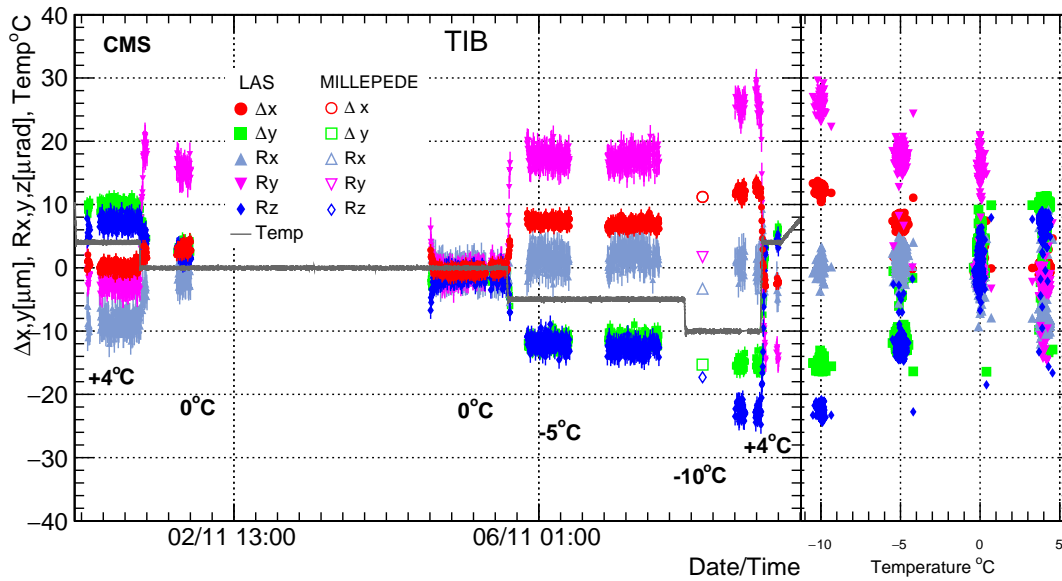 CMS
TIB
LAS MILLEPEDE
Δx Δ x
Δy Δ y
Rx Rx
Ry Ry
Rz Rz
Temp
Δx,y[μm], Rx,y,z[μrad], Temp°C
40
30
20
10
0
−10
−20
−30
−40
+4°C
0°C
0°C
-5°C
-10°C
+4°C
02/11 13:00
06/11 01:00
Date/Time
−10
−5
0
5
Temperature °C